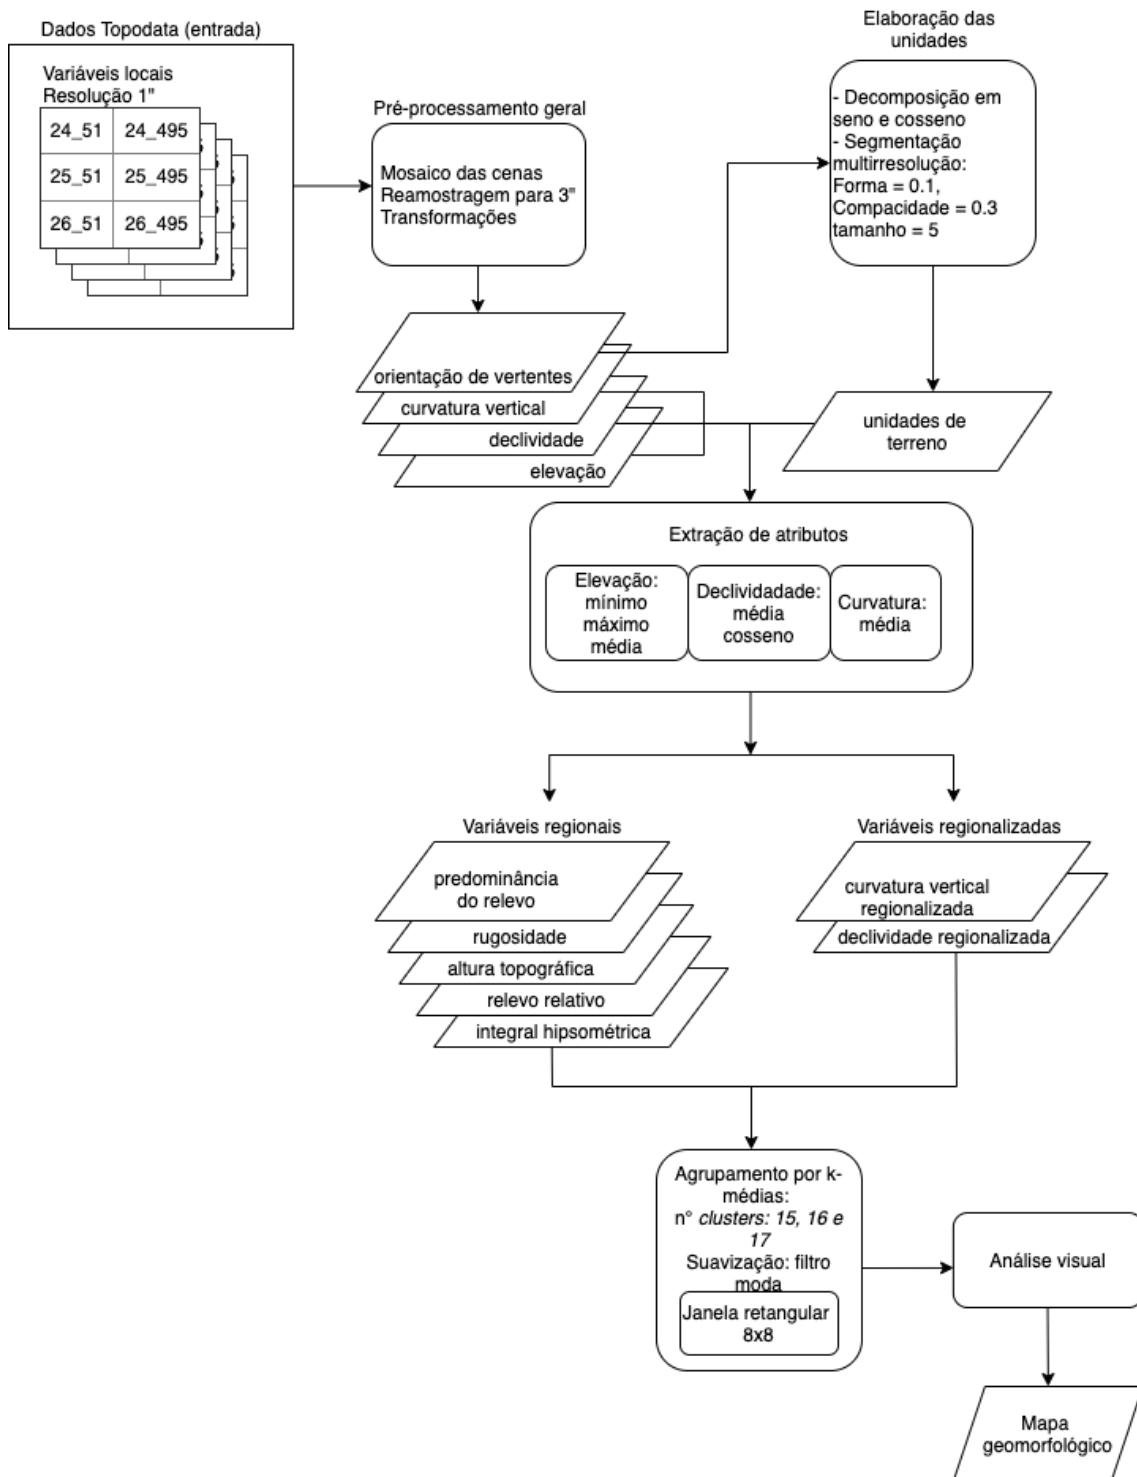 Dados Topodata (entrada)
Variáveis locais
Resolução 1"
24_51 24_495
25_51 25_495
26_51 26_495
Pré-processamento geral
Mosaico das cenas
Reamostragem para 3"
Transformações
Elaboração das
unidades
- Decomposição em
seno e cosseno
- Segmentação
multirresolução:
Forma = 0.1,
Compacidade = 0.3
tamanho = 5
orientação de vertentes
curvatura vertical
declividade
elevação
unidades de
terreno
Extração de atributos
Elevação:
mínimo
máximo
média
Declividadade:
média
cosseno
Curvatura:
média
Variáveis regionais
predominância
do relevo
rugosidade
altura topográfica
relevo relativo
integral hipsométrica
Variáveis regionalizadas
curvatura vertical
regionalizada
declividade regionalizada
Agrupamento por k-
médias:
n° clusters: 15, 16 e
17
Suavização: filtro
moda
Janela retangular
8x8
Análise visual
Mapa
geomorfológico